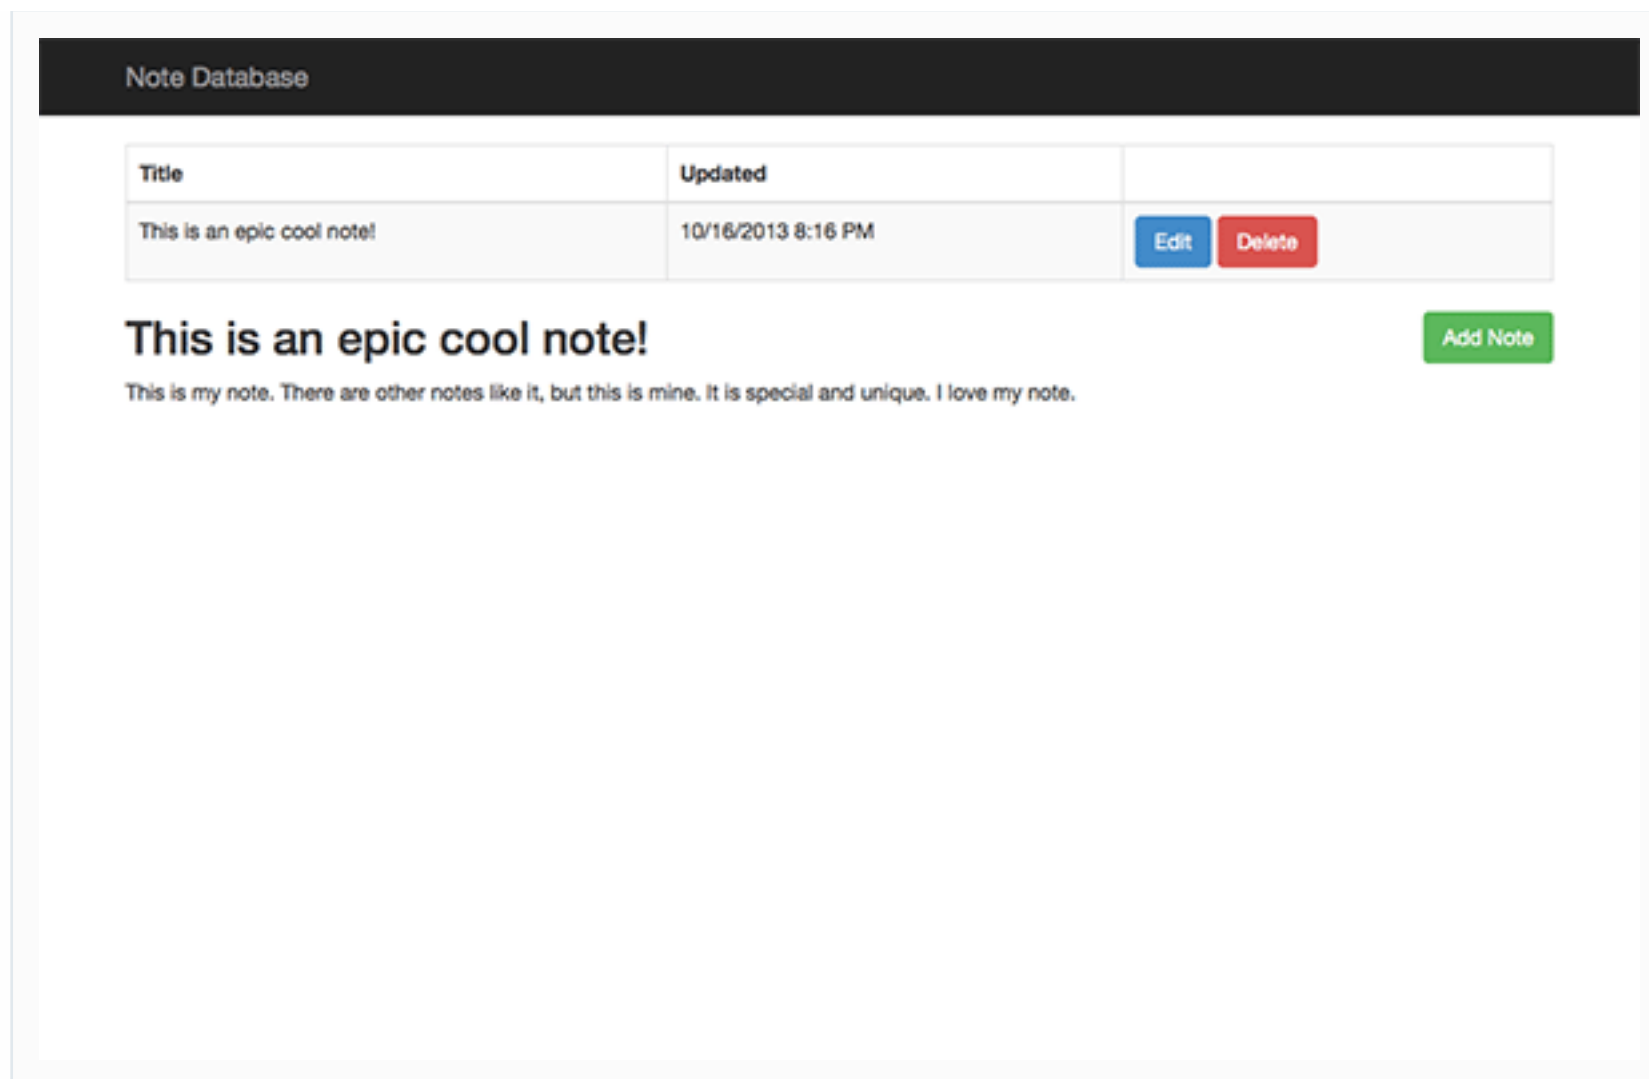 Note Database
Title Updated
This is an epic cool note! 10/16/2013 8:16 PM Edit Delete
This is an epic cool note! Add Note
This is my note. There are other notes like it, but this is mine. It is special and unique. I love my note.